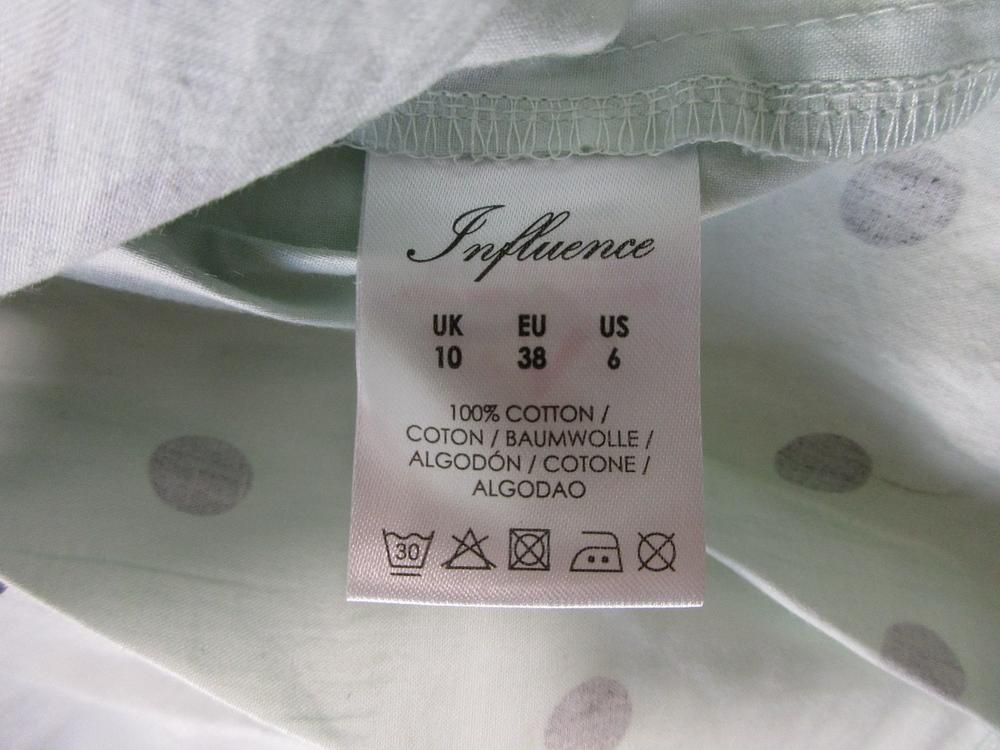 Influence
UK EU US
10 38 6
100% COTTON /
COTON / BAUMWOLLE /
ALGODÓN / COTONE /
ALGODAO
30